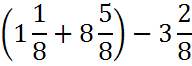 (1 1/8 + 8 5/8) − 3 2/8